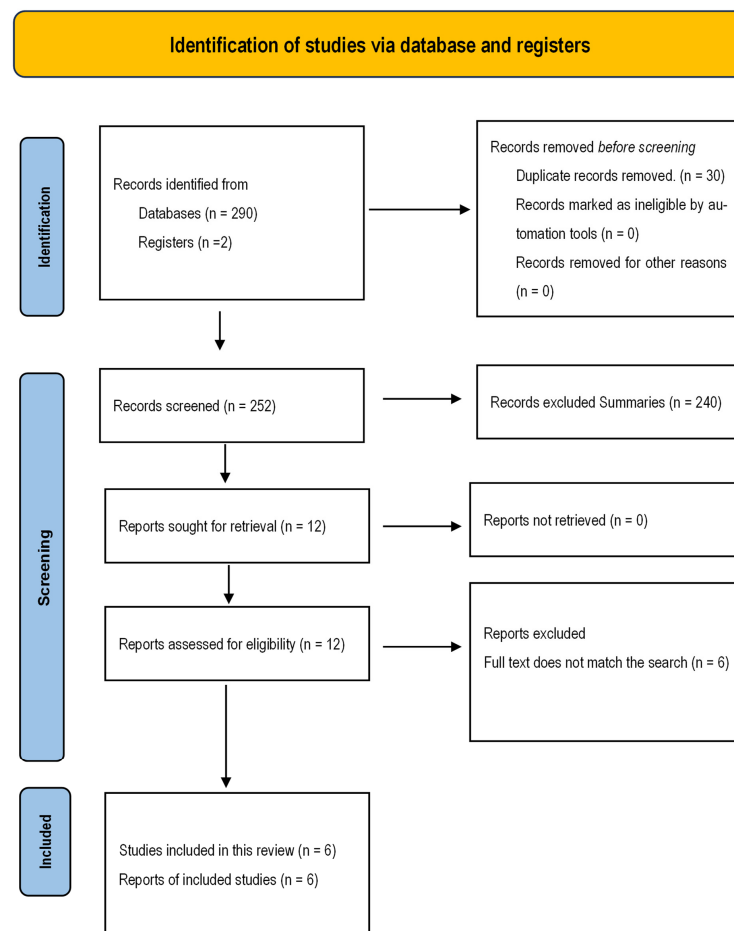 Identification of studies via database and registers
Identification
Records identified from
Databases (n = 290)
Registers (n =2)
Records removed before screening
Duplicate records removed. (n = 30)
Records marked as ineligible by au-
tomation tools (n = 0)
Records removed for other reasons
(n = 0)
Screening
Records screened (n = 252)
Records excluded Summaries (n = 240)
Reports sought for retrieval (n = 12)
Reports not retrieved (n = 0)
Reports assessed for eligibility (n = 12)
Reports excluded
Full text does not match the search (n = 6)
Included
Studies included in this review (n = 6)
Reports of included studies (n = 6)